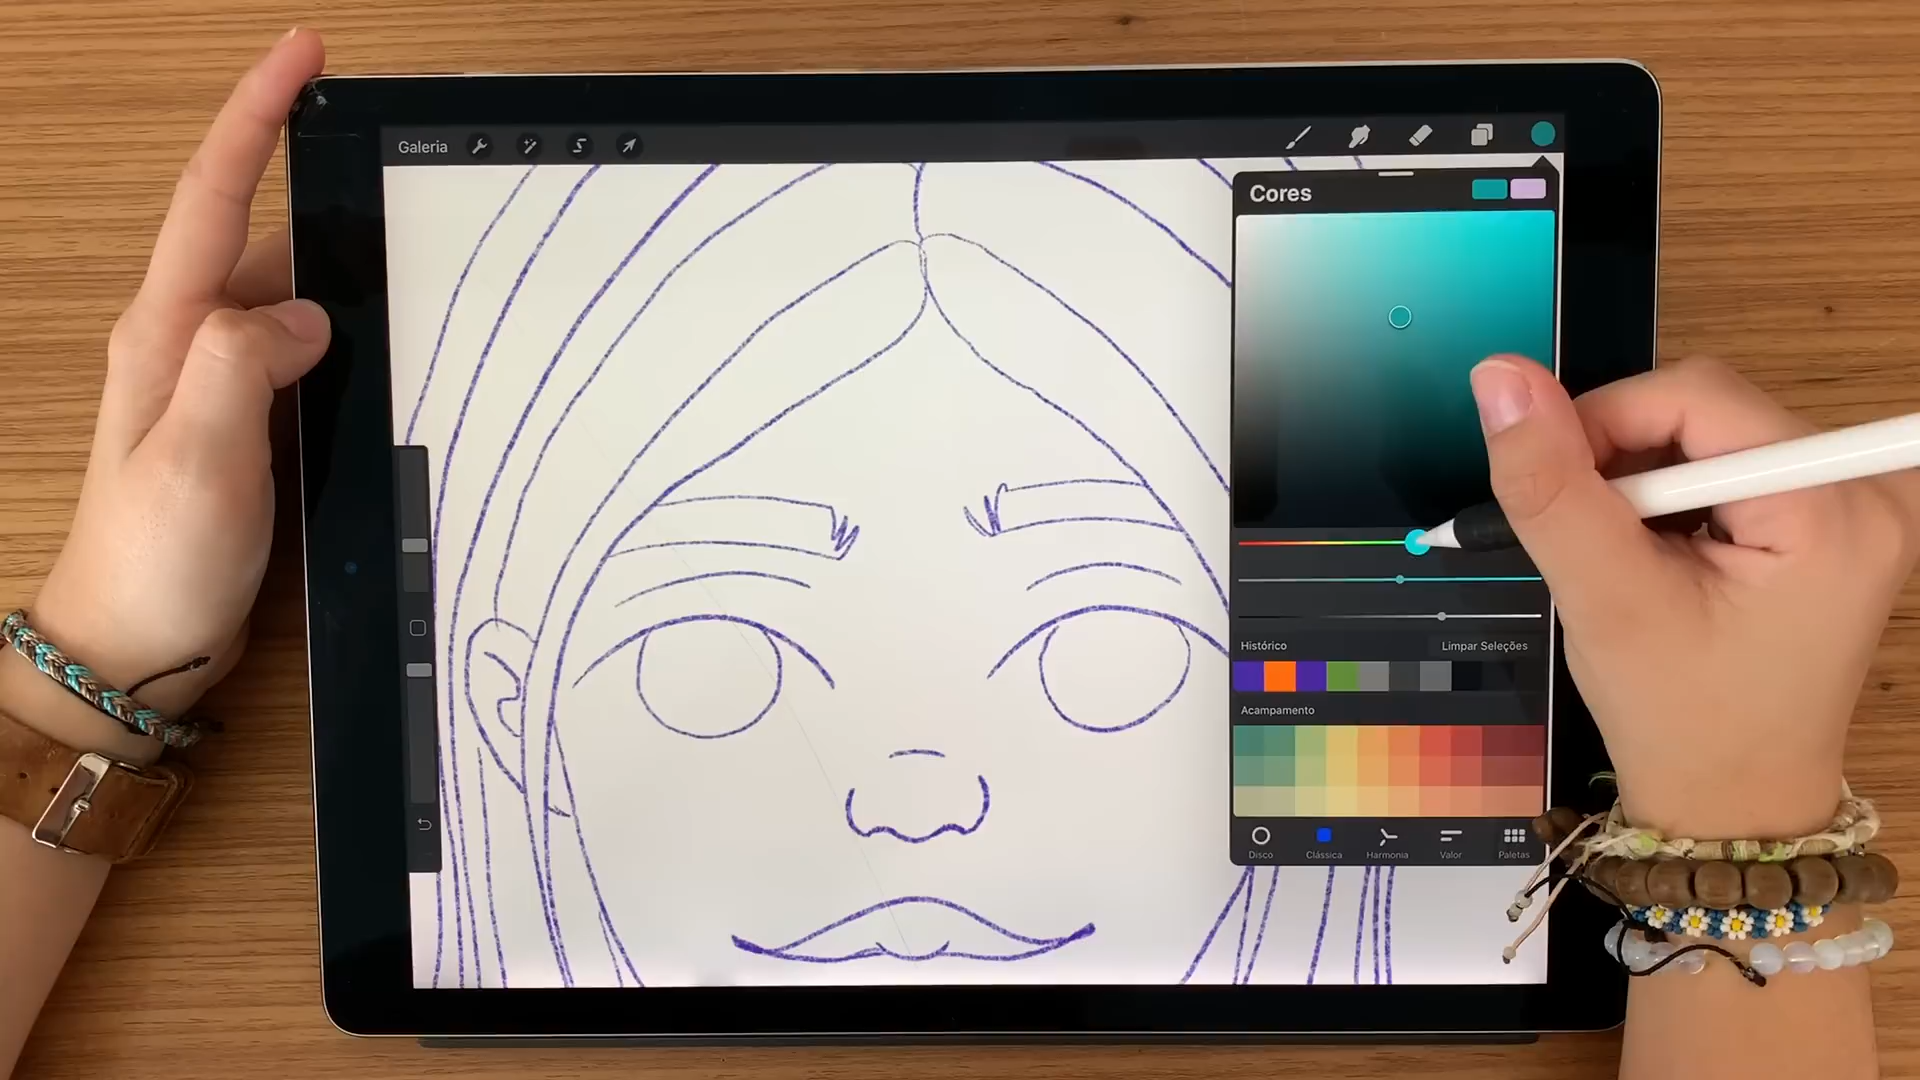 Galeria
Cores
Histórico
Limpar Seleções
Acampamento
Disco
Clássica
Harmonia
Valor
Paletas